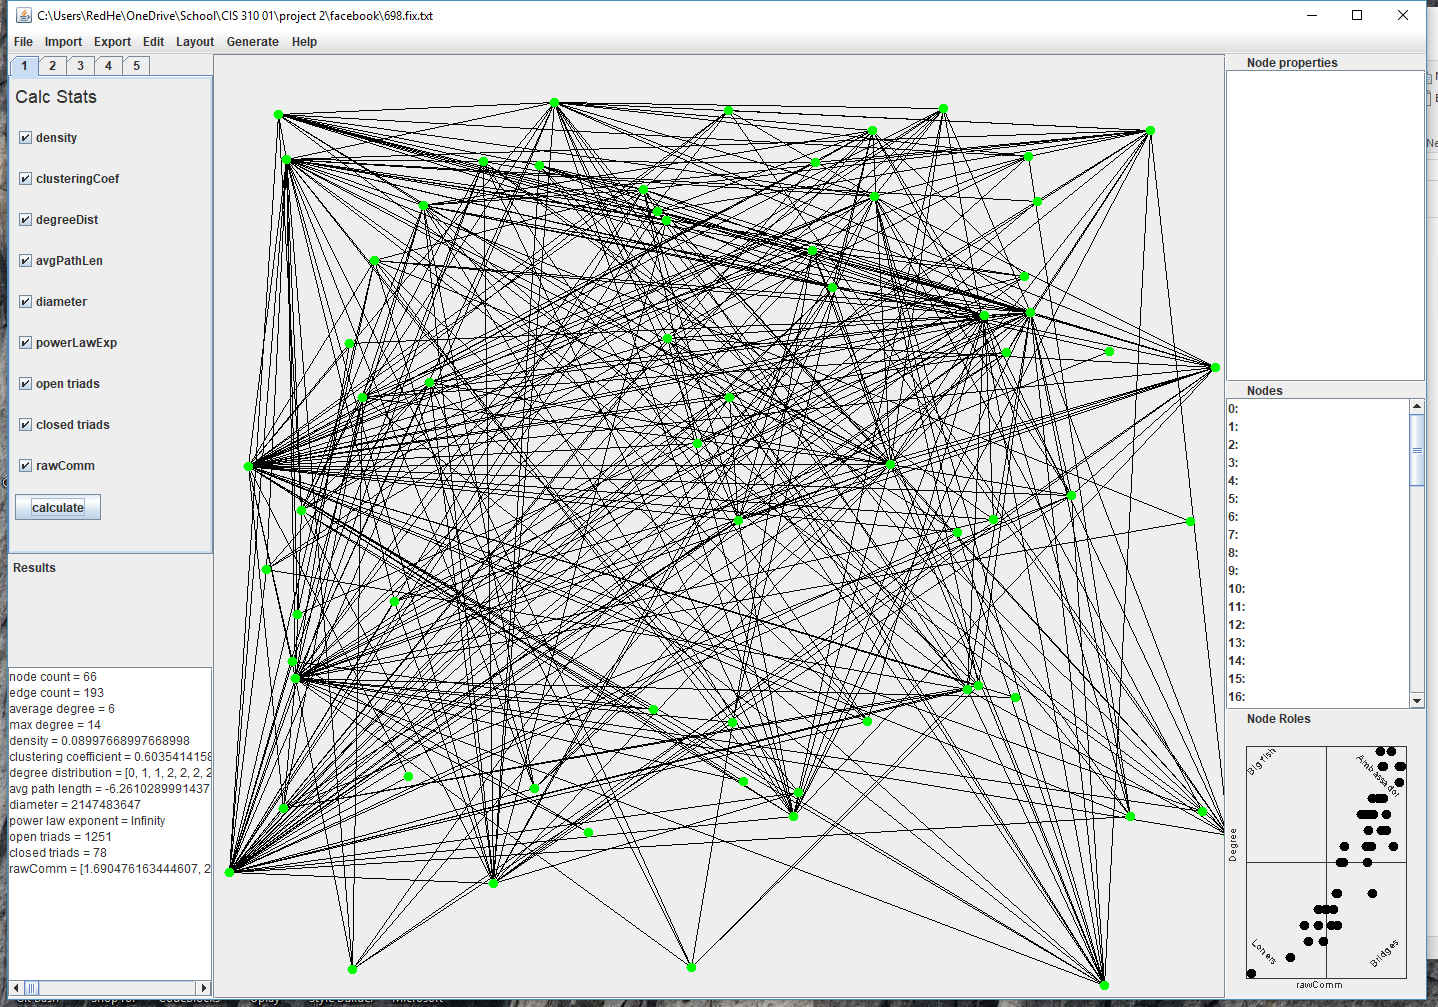 C:\Users\RedHe\OneDrive\School\CIS 310 01\project 2\facebook\698.fix.txt
File Import Export Edit Layout Generate Help
1 2 3 4 5
Calc Stats
density
clusteringCoef
degreeDist
avgPathLen
diameter
powerLawExp
open triads
closed triads
rawComm
calculate
Results
node count = 66
edge count = 193
average degree = 6
max degree = 14
density = 0.08997668997668998
clustering coefficient = 0.6035414158
degree distribution = [0, 1, 1, 2, 2, 2, 2
avg path length = -6.2610289991437
diameter = 2147483647
power law exponent = Infinity
open triads = 1251
closed triads = 78
rawComm = [1.690476163444607, 2
Node properties
Nodes
0:
1:
2:
3:
4:
5:
6:
7:
8:
9:
10:
11:
12:
13:
14:
15:
16:
Node Roles
Big fish
Ambassador
Degree
Loners
Bridges
rawComm